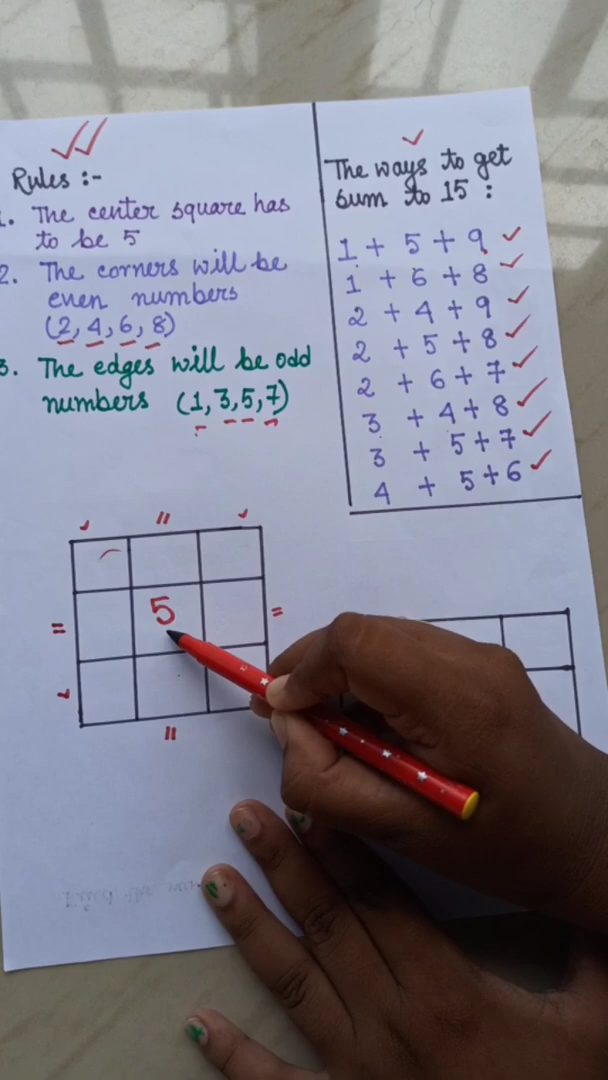 Rules :-
1. The center square has
to be 5
2. The corners will be
even numbers
(2, 4, 6, 8)
3. The edges will be odd
numbers (1, 3, 5, 7)
The ways to get
sum to 15 :
1 + 5 + 9
1 + 6 + 8
2 + 4 + 9
2 + 5 + 8
2 + 6 + 7
3 + 4 + 8
3 + 5 + 7
4 + 5 + 6
5